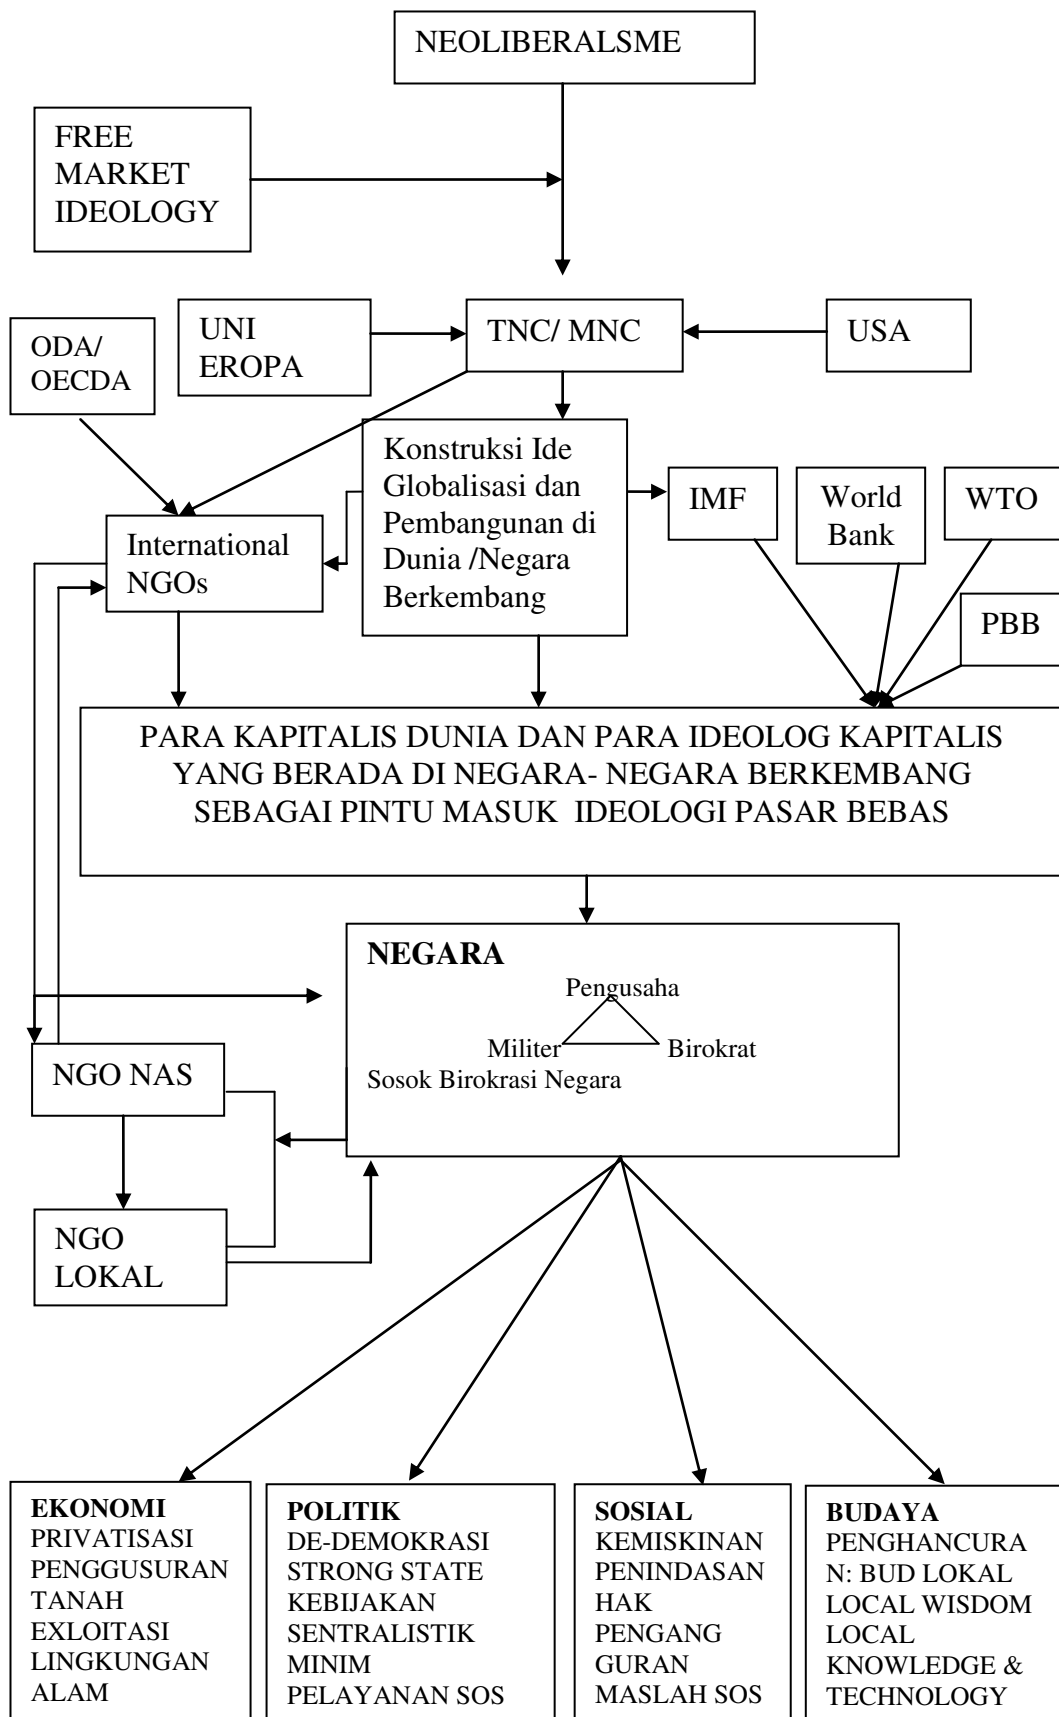 NEOLIBERALSME
FREE
MARKET
IDEOLOGY
ODA/
OECDA
UNI
EROPA
TNC/ MNC
USA
Konstruksi Ide
Globalisasi dan
Pembangunan di
Dunia /Negara
Berkembang
IMF
World
Bank
WTO
International
NGOs
PBB
PARA KAPITALIS DUNIA DAN PARA IDEOLOG KAPITALIS
YANG BERADA DI NEGARA- NEGARA BERKEMBANG
SEBAGAI PINTU MASUK IDEOLOGI PASAR BEBAS
NEGARA
Pengusaha
Militer
Birokrat
Sosok Birokrasi Negara
NGO NAS
NGO
LOKAL
EKONOMI
PRIVATISASI
PENGGUSURAN
TANAH
EXLOITASI
LINGKUNGAN
ALAM
POLITIK
DE-DEMOKRASI
STRONG STATE
KEBIJAKAN
SENTRALISTIK
MINIM
PELAYANAN SOS
SOSIAL
KEMISKINAN
PENINDASAN
HAK
PENGANG
GURAN
MASLAH SOS
BUDAYA
PENGHANCURA
N: BUD LOKAL
LOCAL WISDOM
LOCAL
KNOWLEDGE &
TECHNOLOGY